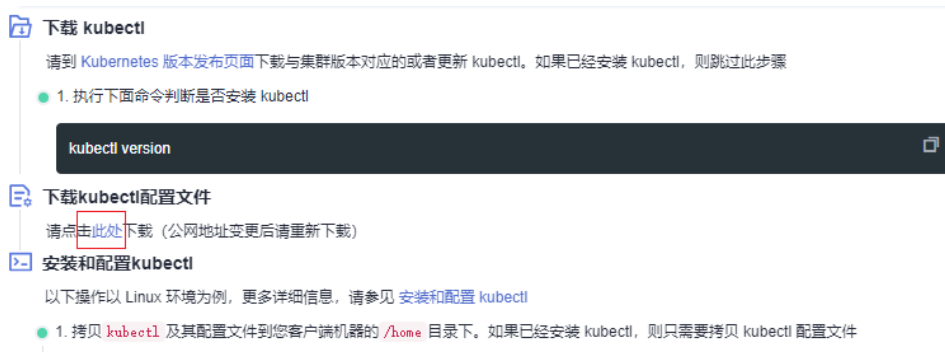 下载 kubectl
请到 Kubernetes 版本发布页面下载与集群版本对应的或者更新 kubectl。如果已经安装 kubectl，则跳过此步骤
1. 执行下面命令判断是否安装 kubectl
kubectl version
下载kubectl配置文件
请点击此处下载（公网地址变更后请重新下载）
安装和配置kubectl
以下操作以 Linux 环境为例，更多详细信息，请参见 安装和配置 kubectl
1. 拷贝 kubectl 及其配置文件到您客户端机器的 /home 目录下。如果已经安装 kubectl，则只需要拷贝 kubectl 配置文件